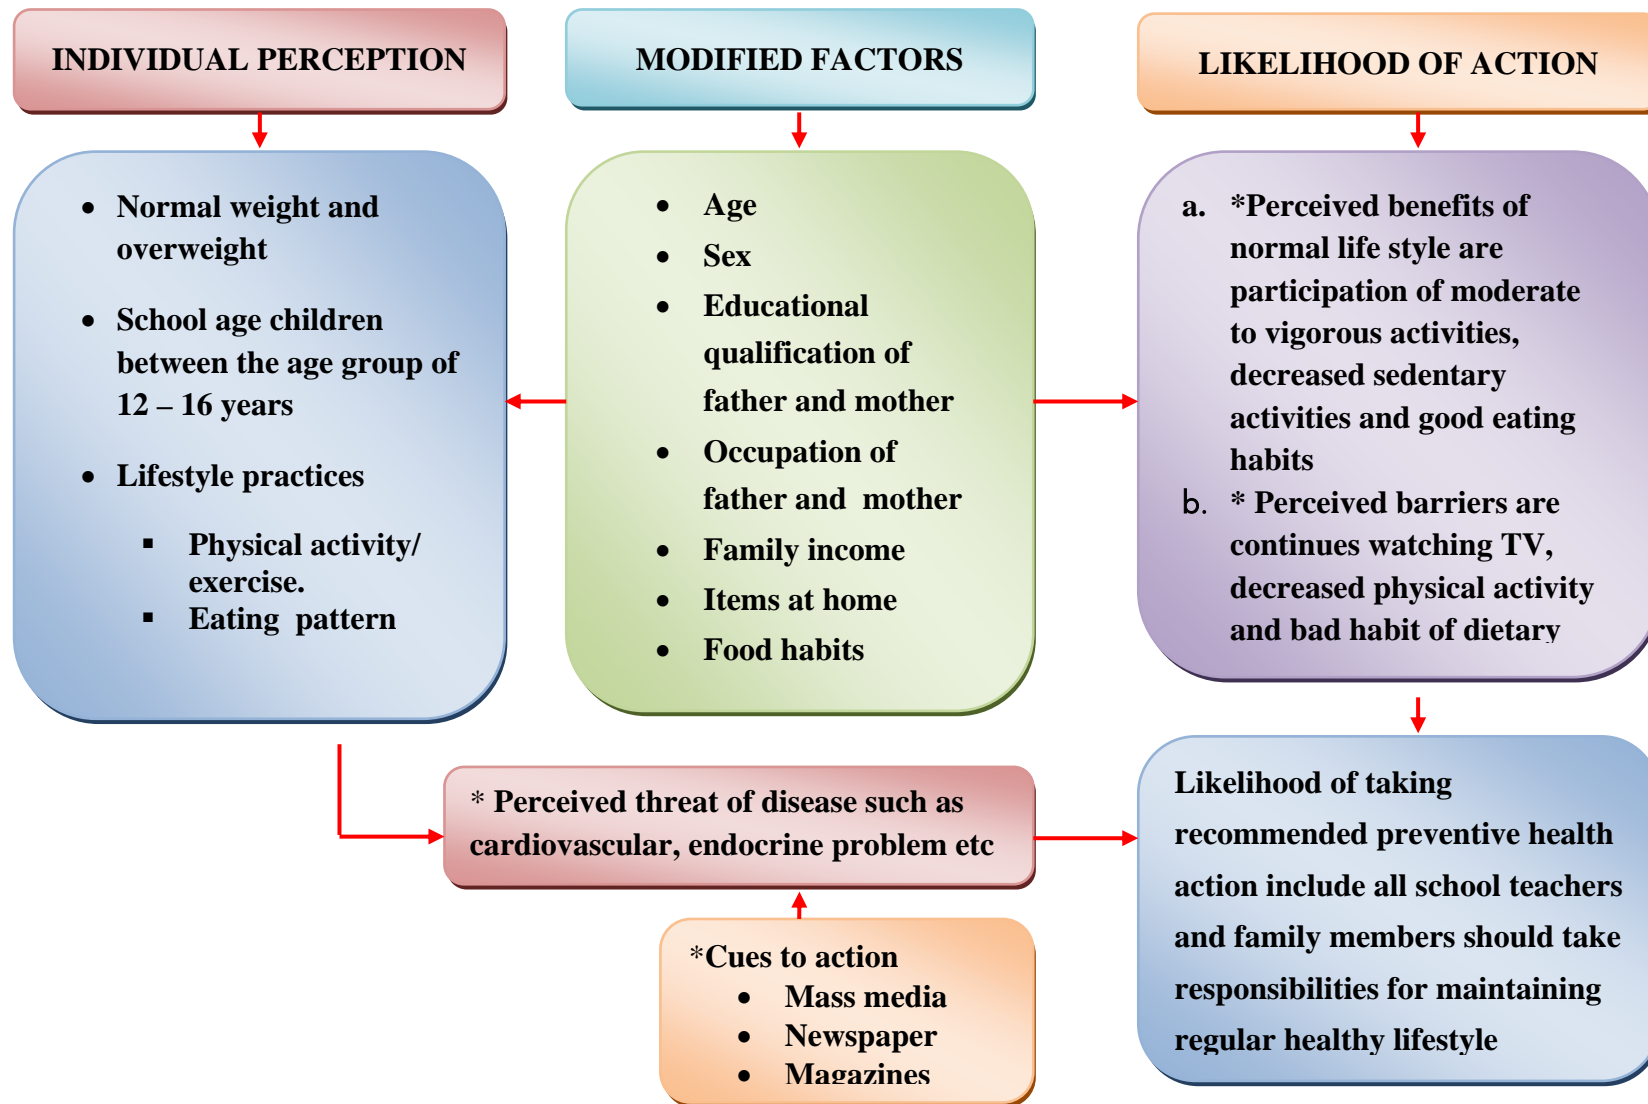 INDIVIDUAL PERCEPTION
MODIFIED FACTORS
LIKELIHOOD OF ACTION
• Normal weight and
overweight
• School age children
between the age group of
12 – 16 years
• Lifestyle practices
▪ Physical activity/
exercise.
▪ Eating pattern
• Age
• Sex
• Educational
qualification of
father and mother
• Occupation of
father and mother
• Family income
• Items at home
• Food habits
a. *Perceived benefits of
normal life style are
participation of moderate
to vigorous activities,
decreased sedentary
activities and good eating
habits
b. * Perceived barriers are
continues watching TV,
decreased physical activity
and bad habit of dietary
* Perceived threat of disease such as
cardiovascular, endocrine problem etc
*Cues to action
• Mass media
• Newspaper
• Magazines
Likelihood of taking
recommended preventive health
action include all school teachers
and family members should take
responsibilities for maintaining
regular healthy lifestyle